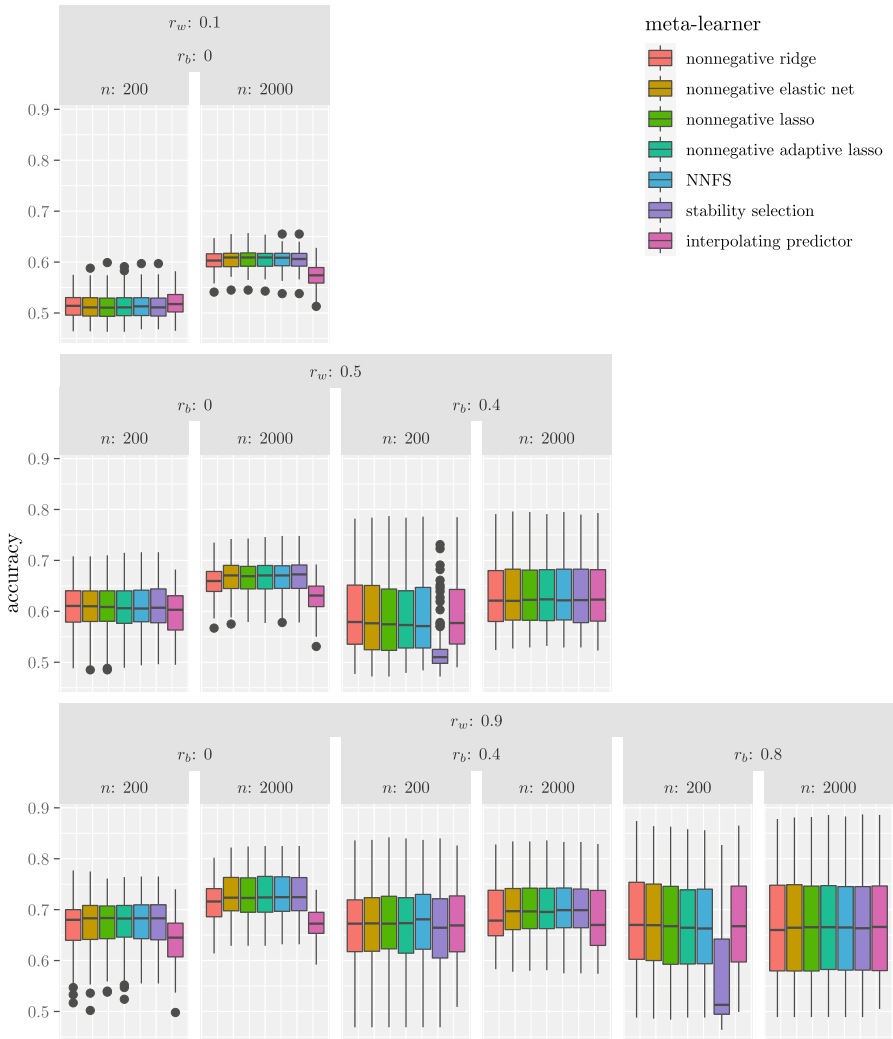 r_w: 0.1
r_b: 0
n: 200
n: 2000
0.9
0.8
0.7
0.6
0.5
meta-learner
nonnegative ridge
nonnegative elastic net
nonnegative lasso
nonnegative adaptive lasso
NNFS
stability selection
interpolating predictor
accuracy
r_w: 0.5
r_b: 0
r_b: 0.4
n: 200
n: 2000
n: 200
n: 2000
0.9
0.8
0.7
0.6
0.5
r_w: 0.9
r_b: 0
r_b: 0.4
r_b: 0.8
n: 200
n: 2000
n: 200
n: 2000
n: 200
n: 2000
0.9
0.8
0.7
0.6
0.5